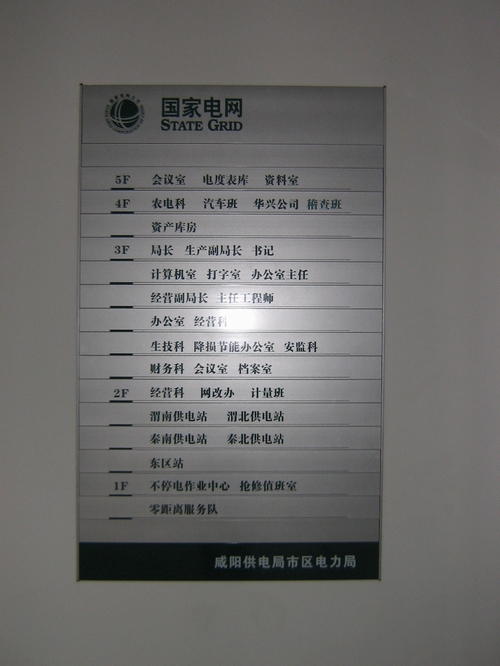 国家电网
STATE GRID
5F 会议室 电度表库 资料室
4F 农电科 汽车班 华兴公司 稽查班
资产库房
3F 局长 生产副局长 书记
计算机室 打字室 办公室主任
经营副局长 主任工程师
办公室 经营科
生技科 降损节能办公室 安监科
财务科 会议室 档案室
2F 经营科 网改办 计量班
渭南供电站 渭北供电站
秦南供电站 秦北供电站
东区站
1F 不停电作业中心 抢修值班室
零距离服务队
咸阳供电局市区电力局